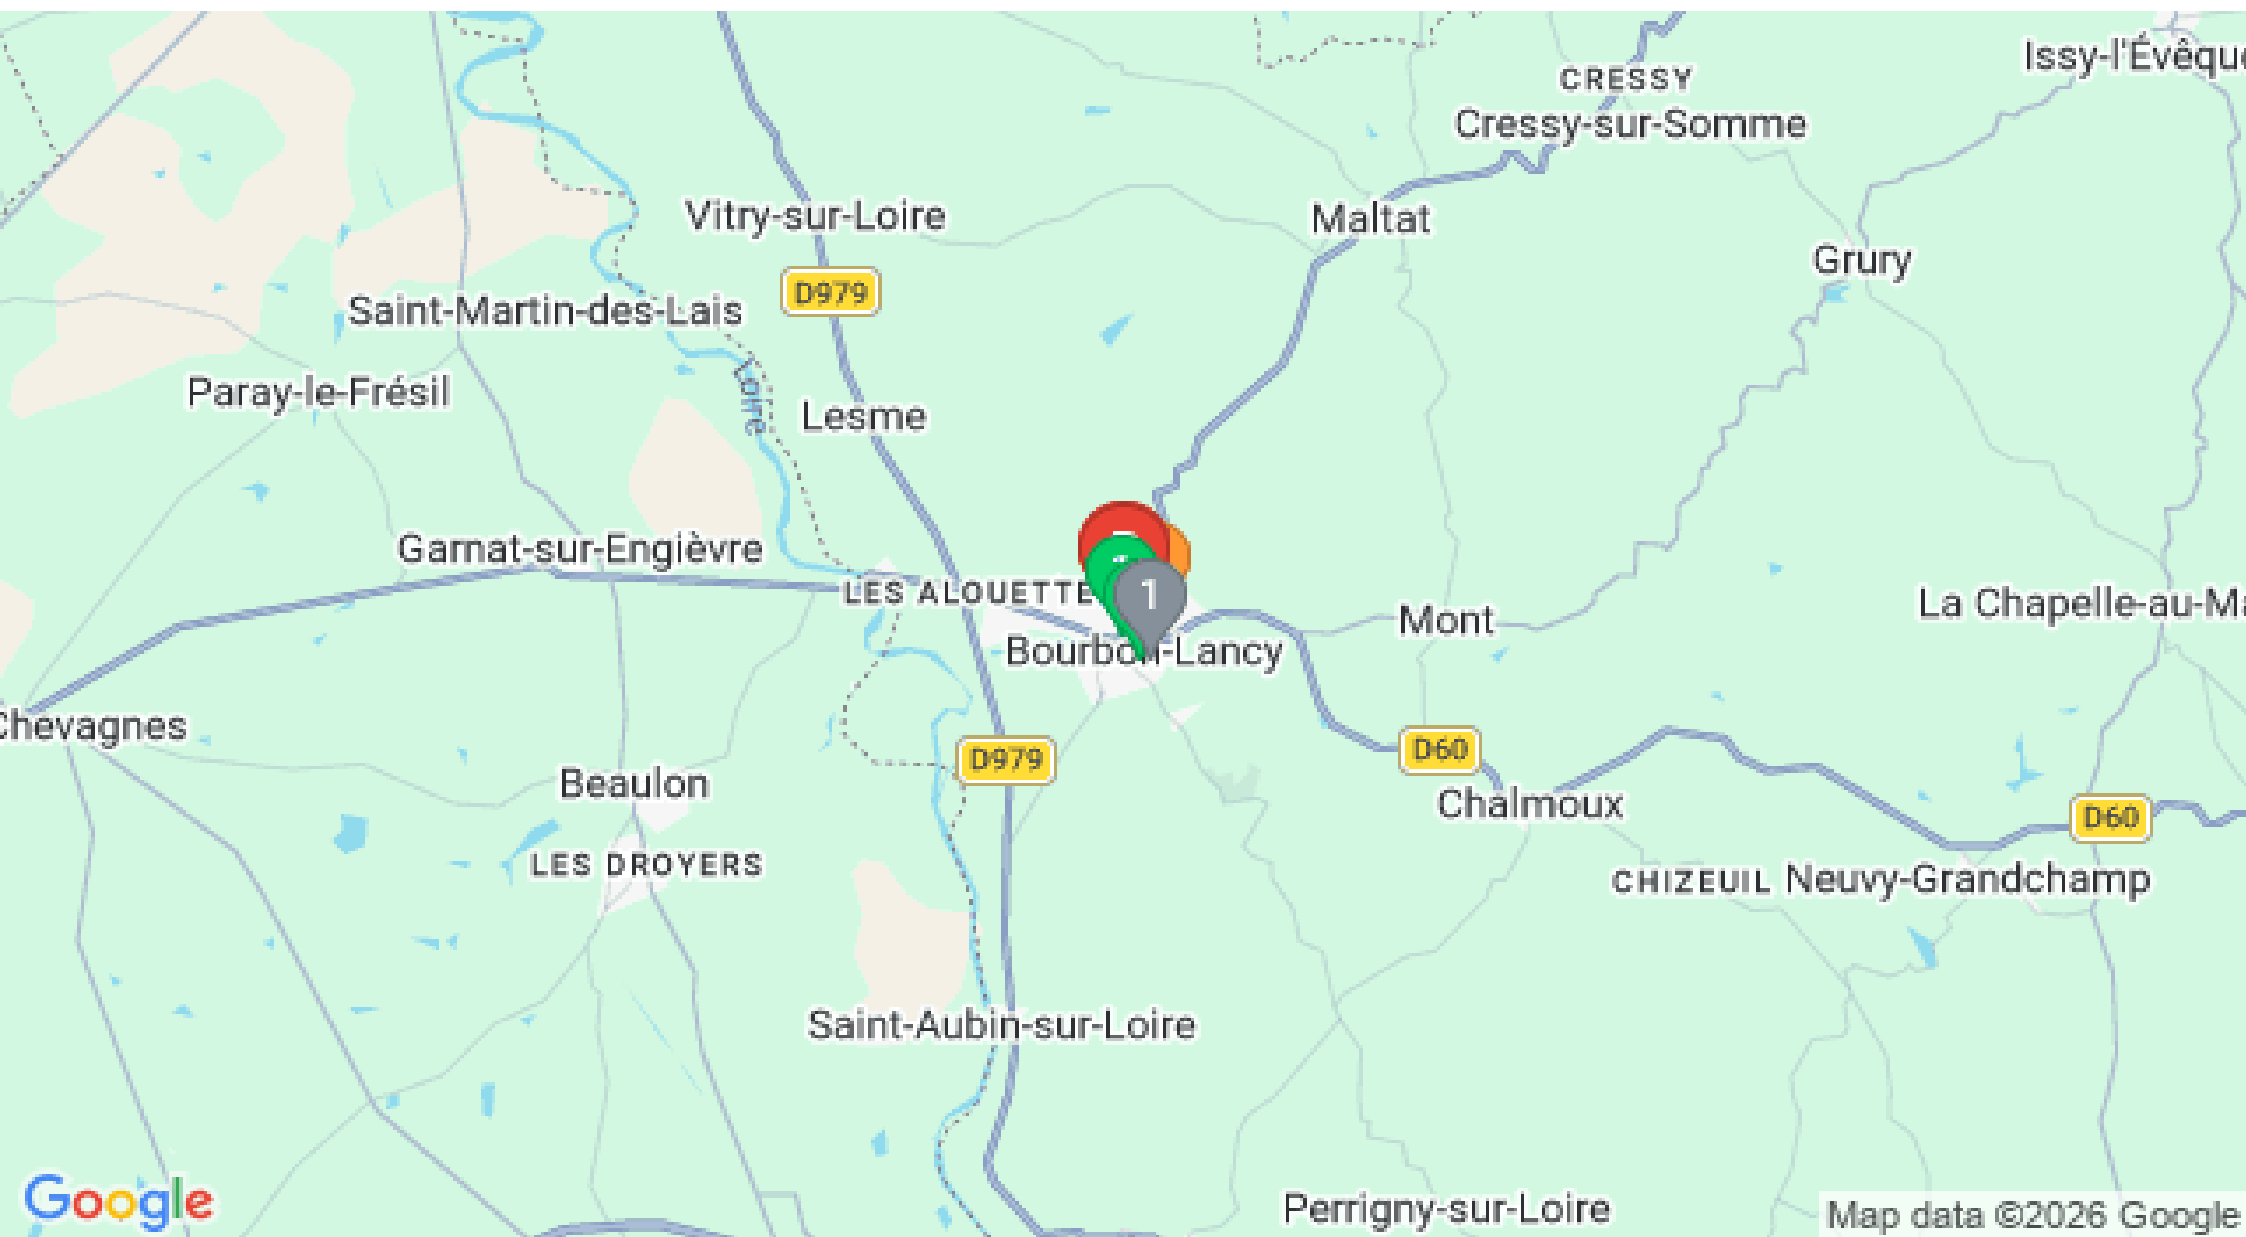 Issy-l'Évêqu
CRESSY
Cressy-sur-Somme
Vitry-sur-Loire
Maltat
Grury
D979
Saint-Martin-des-Lais
Paray-le-Frésil
Loire
Lesme
Garnat-sur-Engièvre
LES ALOUETTE
1
La Chapelle-au-Ma
Mont
Bourbon-Lancy
Chevagnes
D979
D60
Beaulon
Chalmoux
D60
LES DROYERS
CHIZEUIL
Neuvy-Grandchamp
Saint-Aubin-sur-Loire
Perrigny-sur-Loire
Google
Map data ©2026 Google